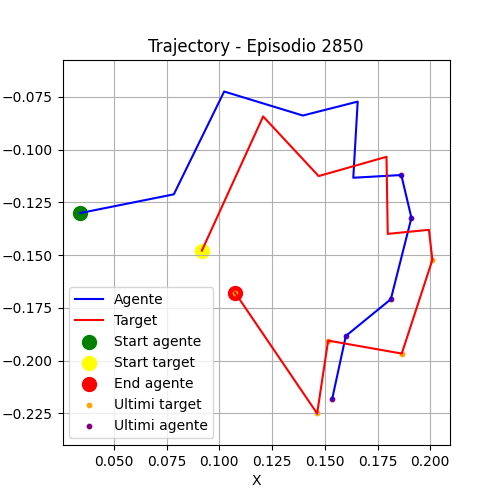 Trajectory - Episodio 2850
−0.075
−0.100
−0.125
−0.150
−0.175
−0.200
−0.225
Agente
Target
Start agente
Start target
End agente
Ultimi target
Ultimi agente
0.050 0.075 0.100 0.125 0.150 0.175 0.200
X